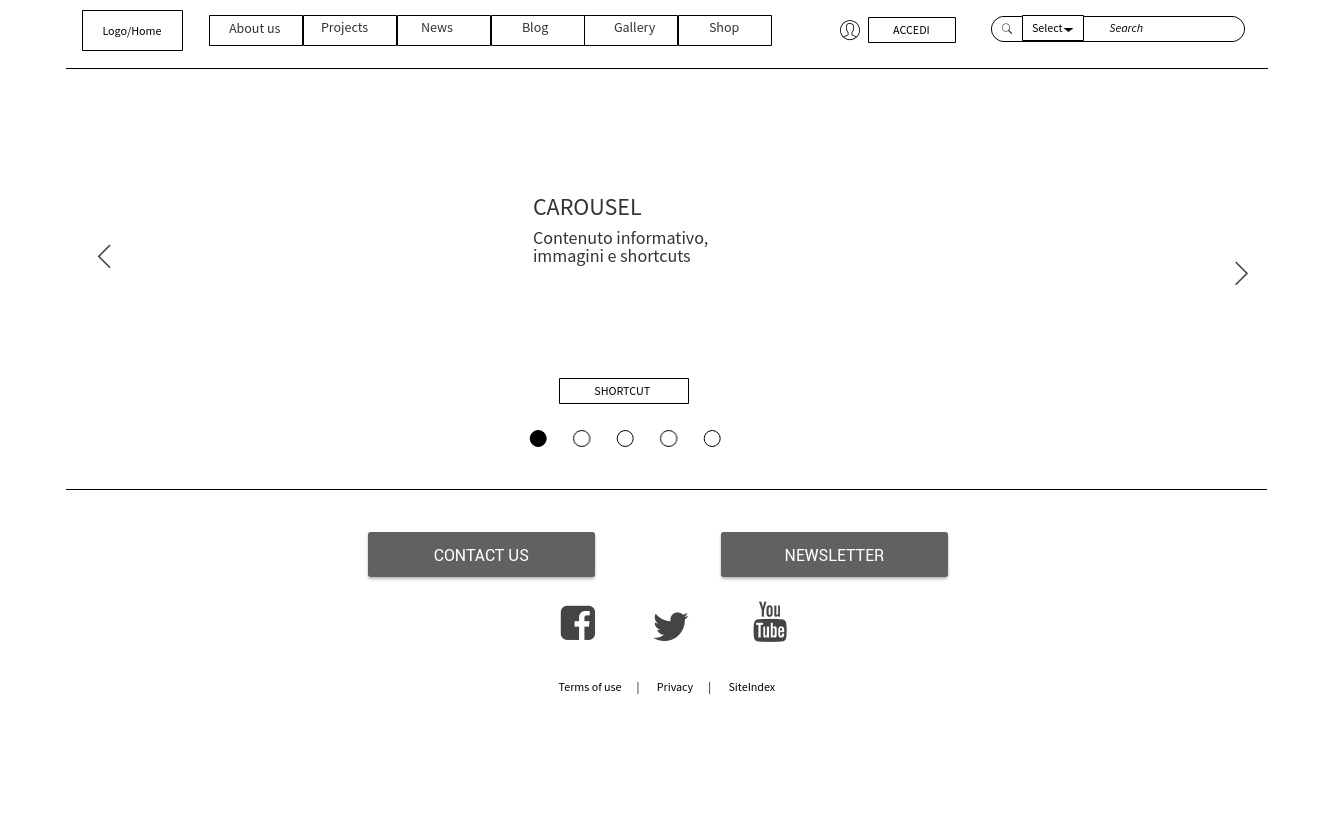 Logo/Home
About us
Projects
News
Blog
Gallery
Shop
ACCEDI
Select
Search
CAROUSEL
Contenuto informativo,
immagini e shortcuts
SHORTCUT
CONTACT US
NEWSLETTER
You
Tube
Terms of use | Privacy | SiteIndex